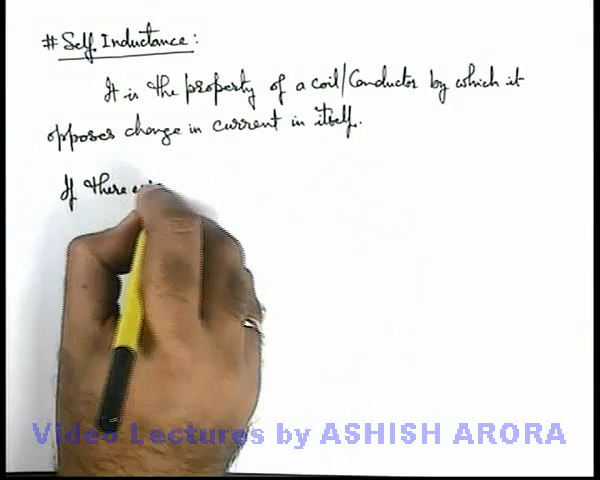 # Self Inductance:
It is the property of a coil/Conductor by which it
opposes change in current in itself.
If there
Video Lectures by ASHISH ARORA